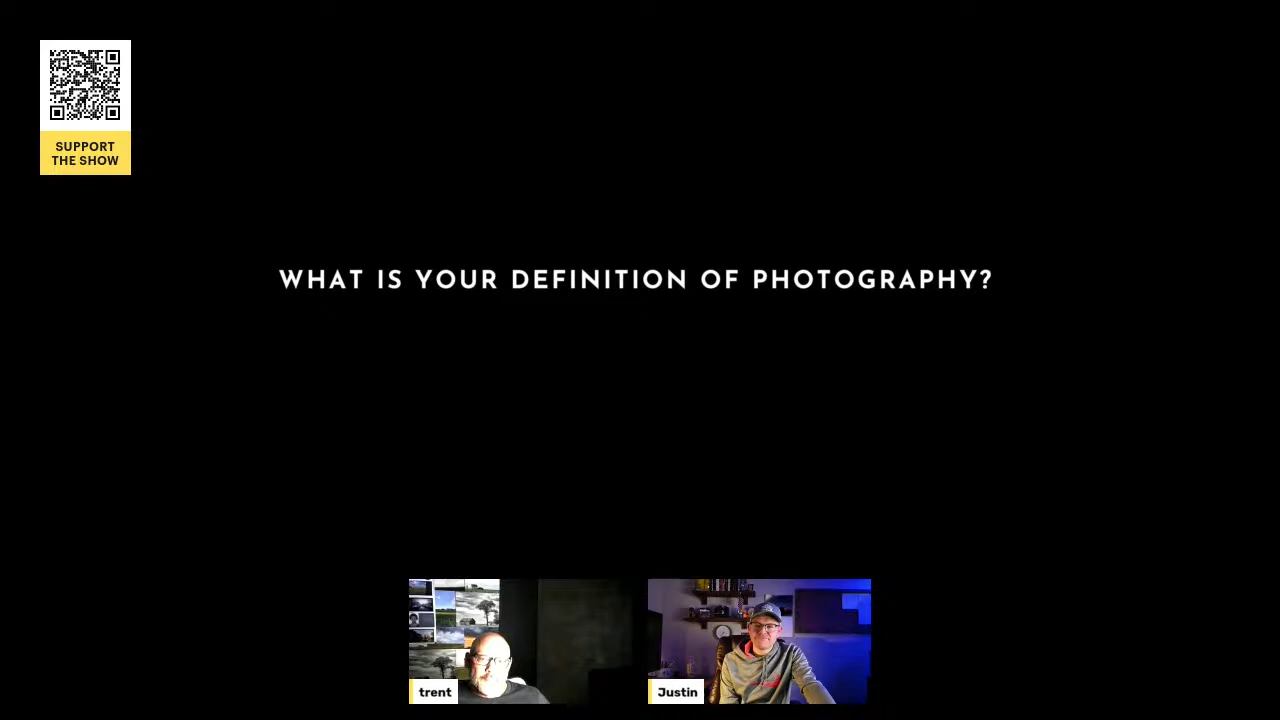 SUPPORT
THE SHOW
WHAT IS YOUR DEFINITION OF PHOTOGRAPHY?
trent
Justin